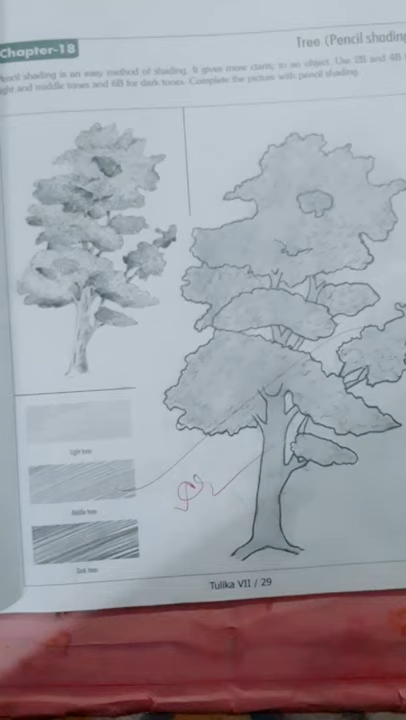 Chapter-18
Tree (Pencil shading
Pencil shading is an easy method of shading. It gives more clarity to an object. Use 2B and 4B
light and middle tones and 6B for dark tones. Complete the picture with pencil shading.
Light tone
Middle tone
Dark tone
Tulika VII / 29